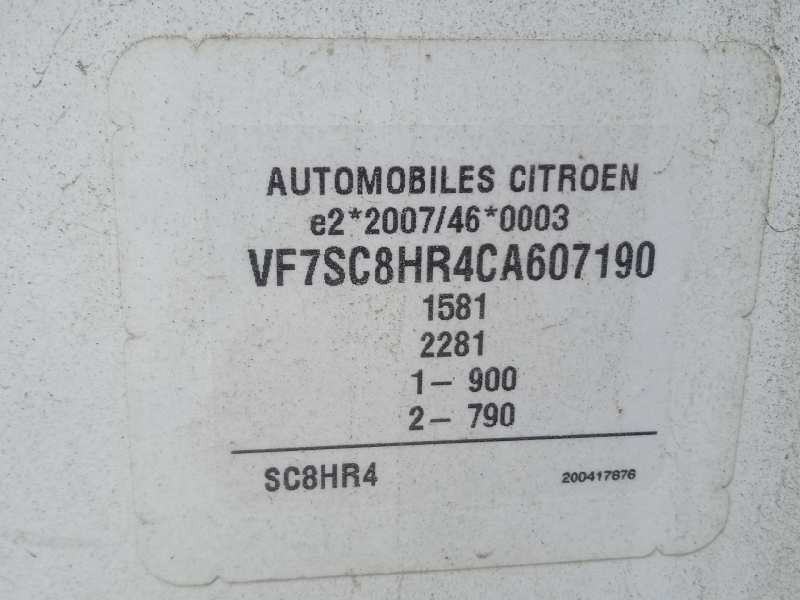 AUTOMOBILES CITROEN
e2*2007/46*0003
VF7SC8HR4CA607190
1581
2281
1- 900
2- 790
SC8HR4
200417876